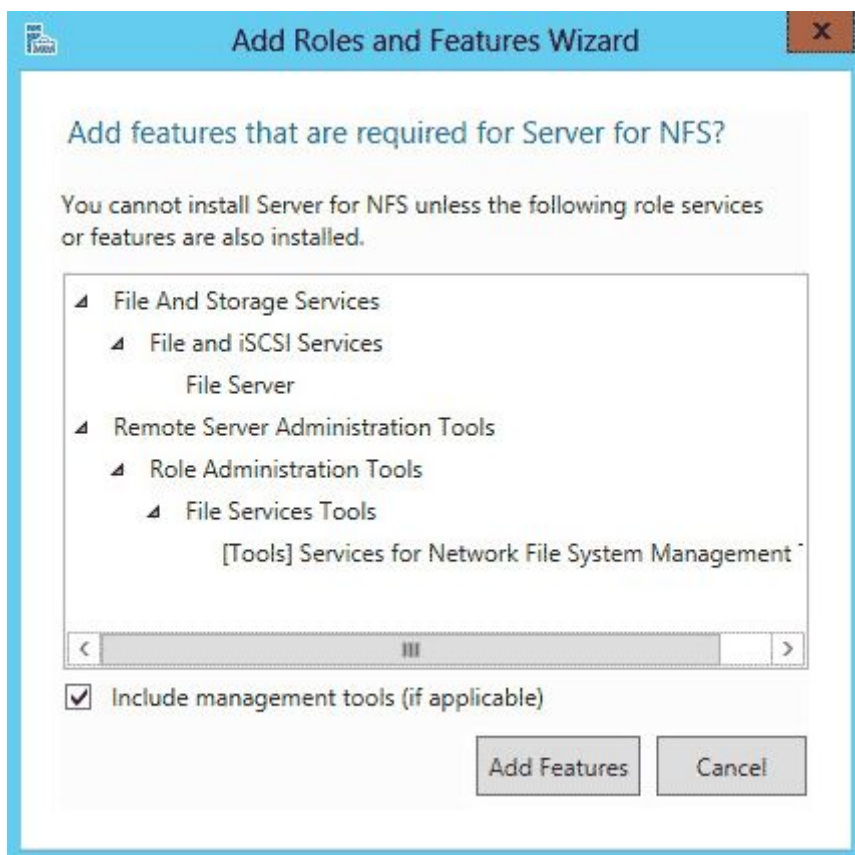 Add Roles and Features Wizard
x
Add features that are required for Server for NFS?
You cannot install Server for NFS unless the following role services
or features are also installed.
File And Storage Services
File and iSCSI Services
File Server
Remote Server Administration Tools
Role Administration Tools
File Services Tools
[Tools] Services for Network File System Management
Include management tools (if applicable)
Add Features
Cancel